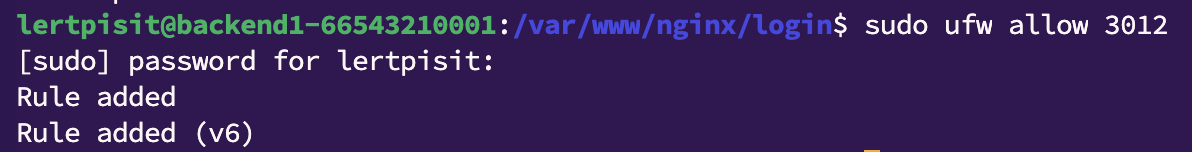 lertpisit@backend1-66543210001:/var/www/nginx/login$ sudo ufw allow 3012
[sudo] password for lertpisit:
Rule added
Rule added (v6)